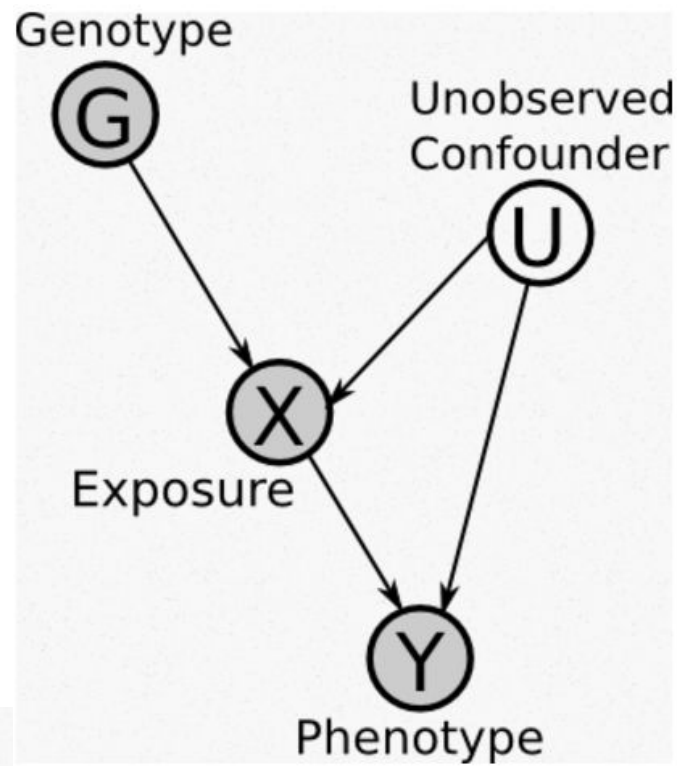 Genotype
G
Unobserved
Confounder
U
X
Exposure
Y
Phenotype